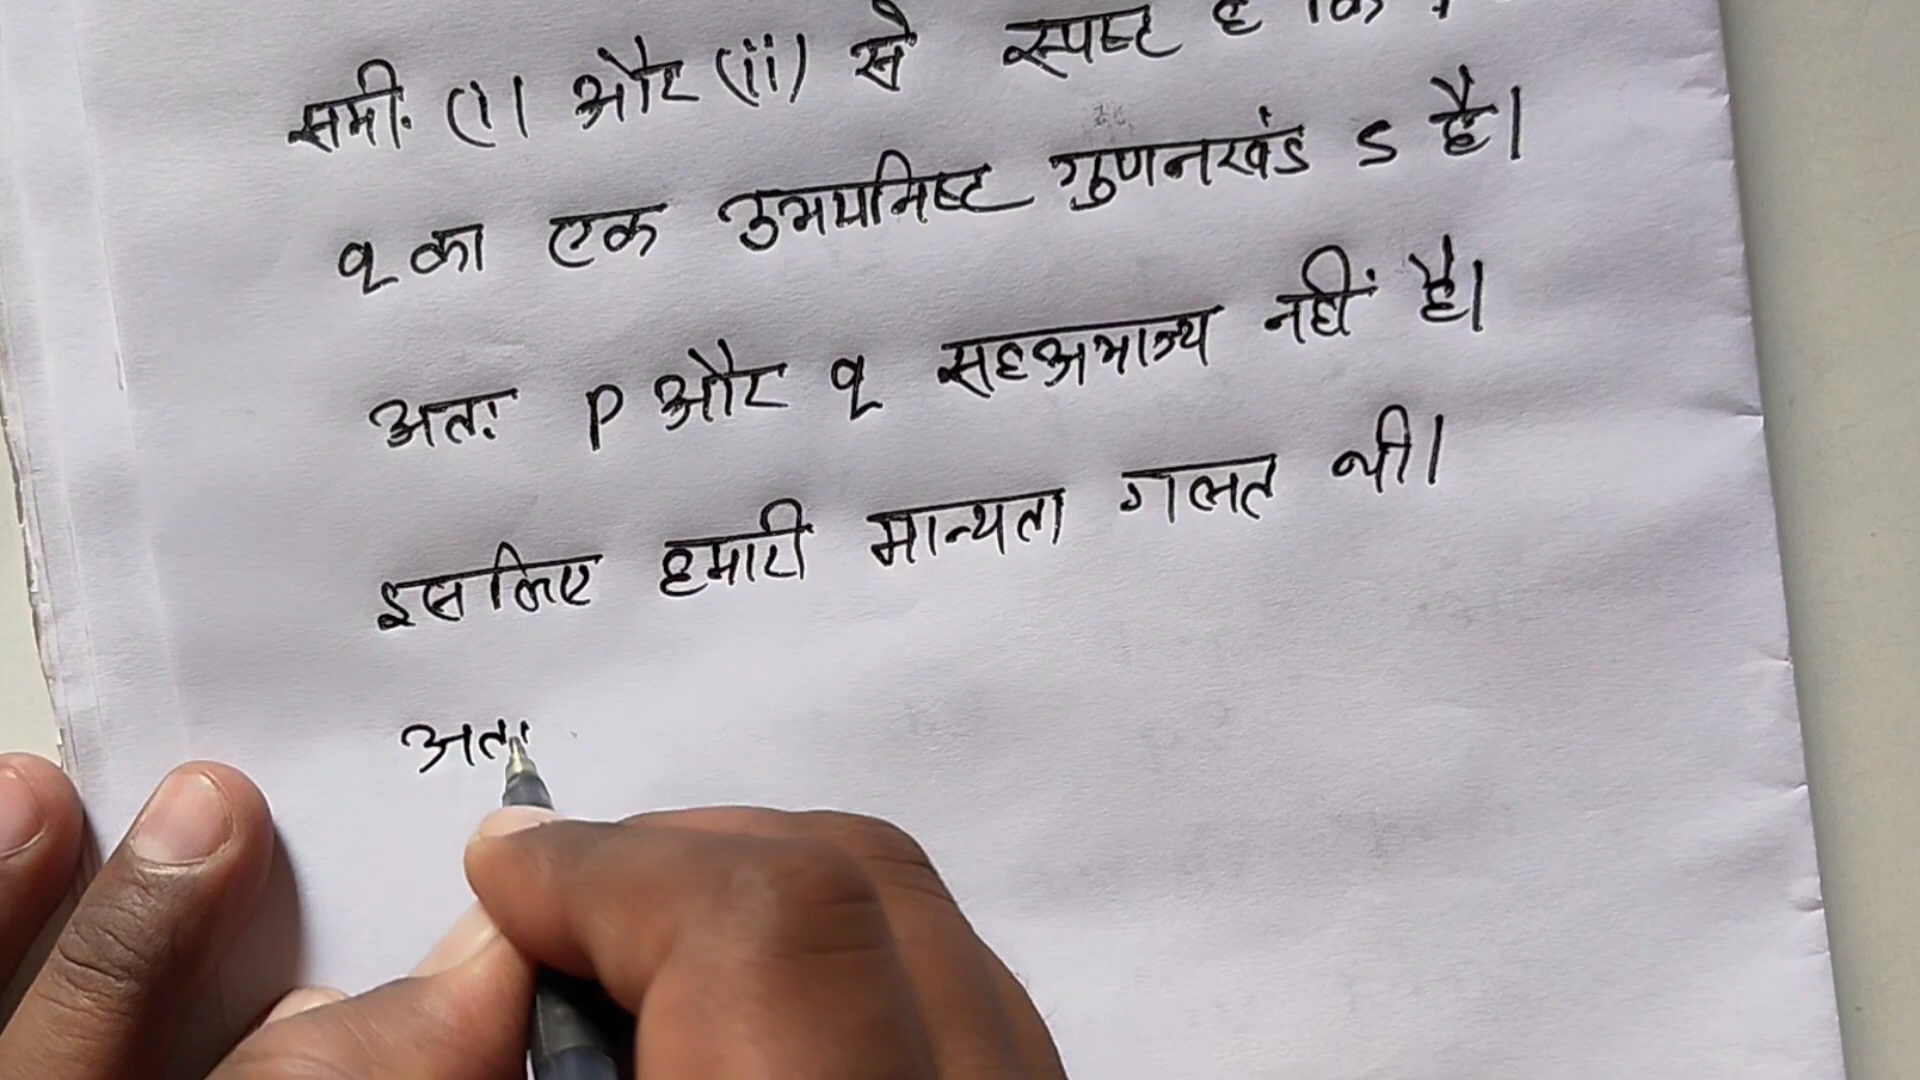 समी. (i) और (ii) से स्पष्ट है कि
q का एक उभयनिष्ट गुणनखंड 5 है।
अतः p और q सहअभाज्य नहीं है।
इसलिए हमारी मान्यता गलत थी।
अतः